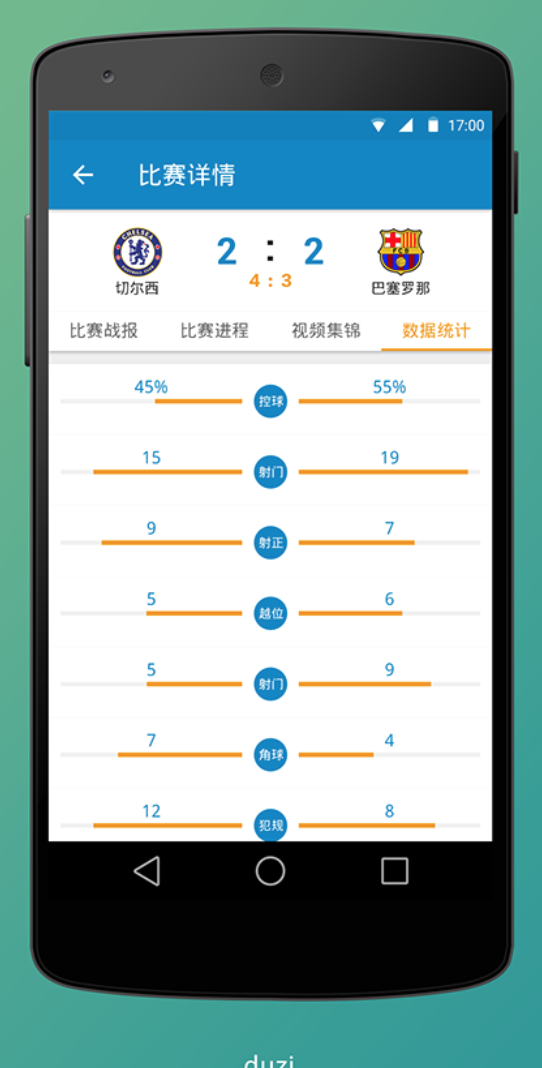 17:00
比赛详情
CHELSEA
FOOTBALL CLUB
FCB
2 : 2
4 : 3
切尔西
巴塞罗那
比赛战报 比赛进程 视频集锦 数据统计
45% 控球 55%
15 射门 19
9 射正 7
5 越位 6
5 射门 9
7 角球 4
12 犯规 8
duzi